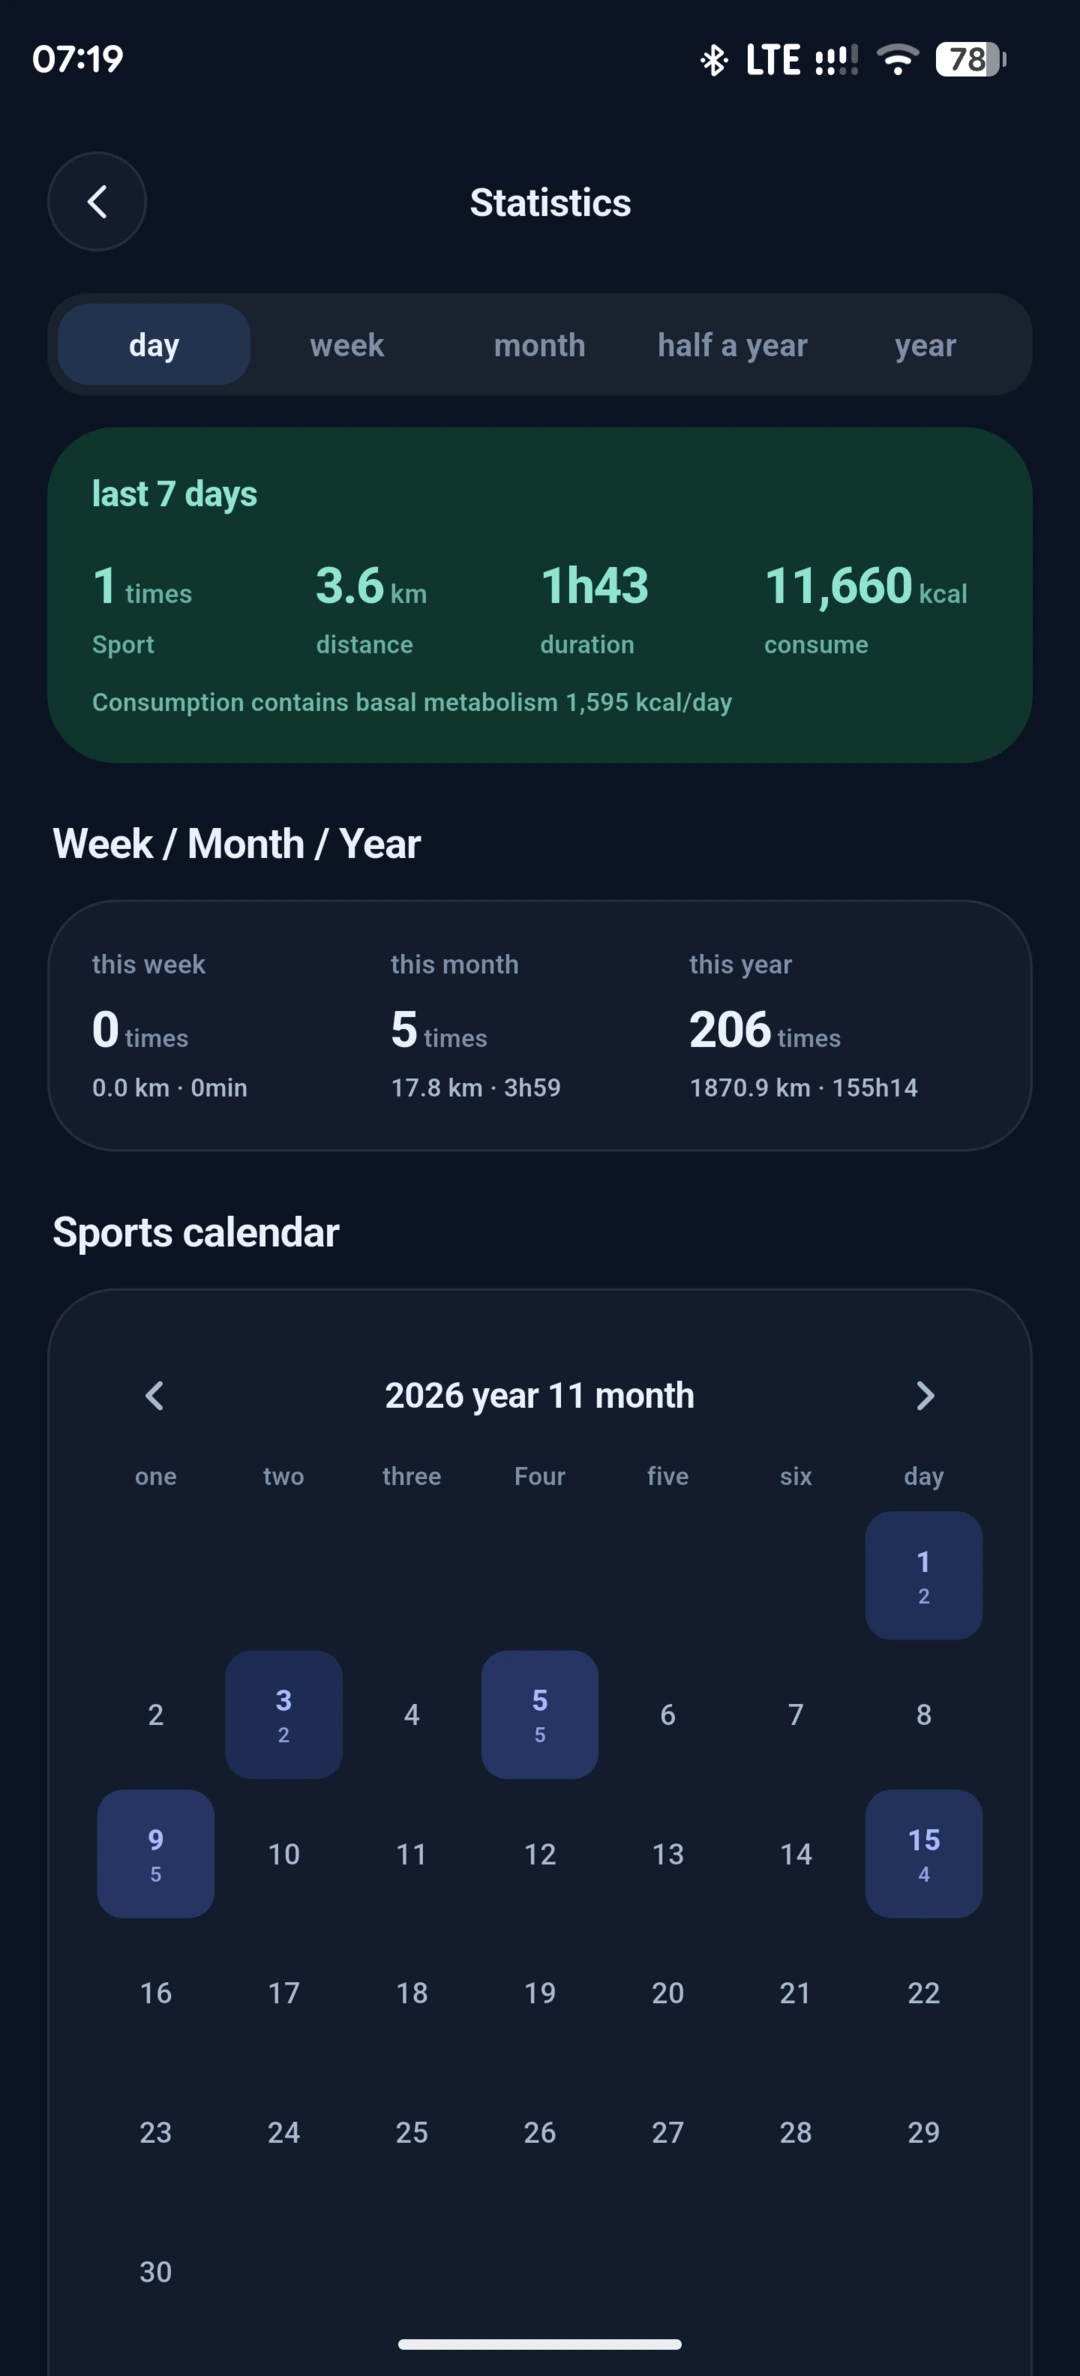 07:19 LTE 78
Statistics
day week month half a year year
last 7 days
1 times 3.6 km 1h43 11,660 kcal
Sport distance duration consume
Consumption contains basal metabolism 1,595 kcal/day
Week / Month / Year
this week this month this year
0 times 5 times 206 times
0.0 km · 0min 17.8 km · 3h59 1870.9 km · 155h14
Sports calendar
2026 year 11 month
one two three Four five six day
1
2
2 3 4 5 6 7 8
2 5
9 10 11 12 13 14 15
5 4
16 17 18 19 20 21 22
23 24 25 26 27 28 29
30